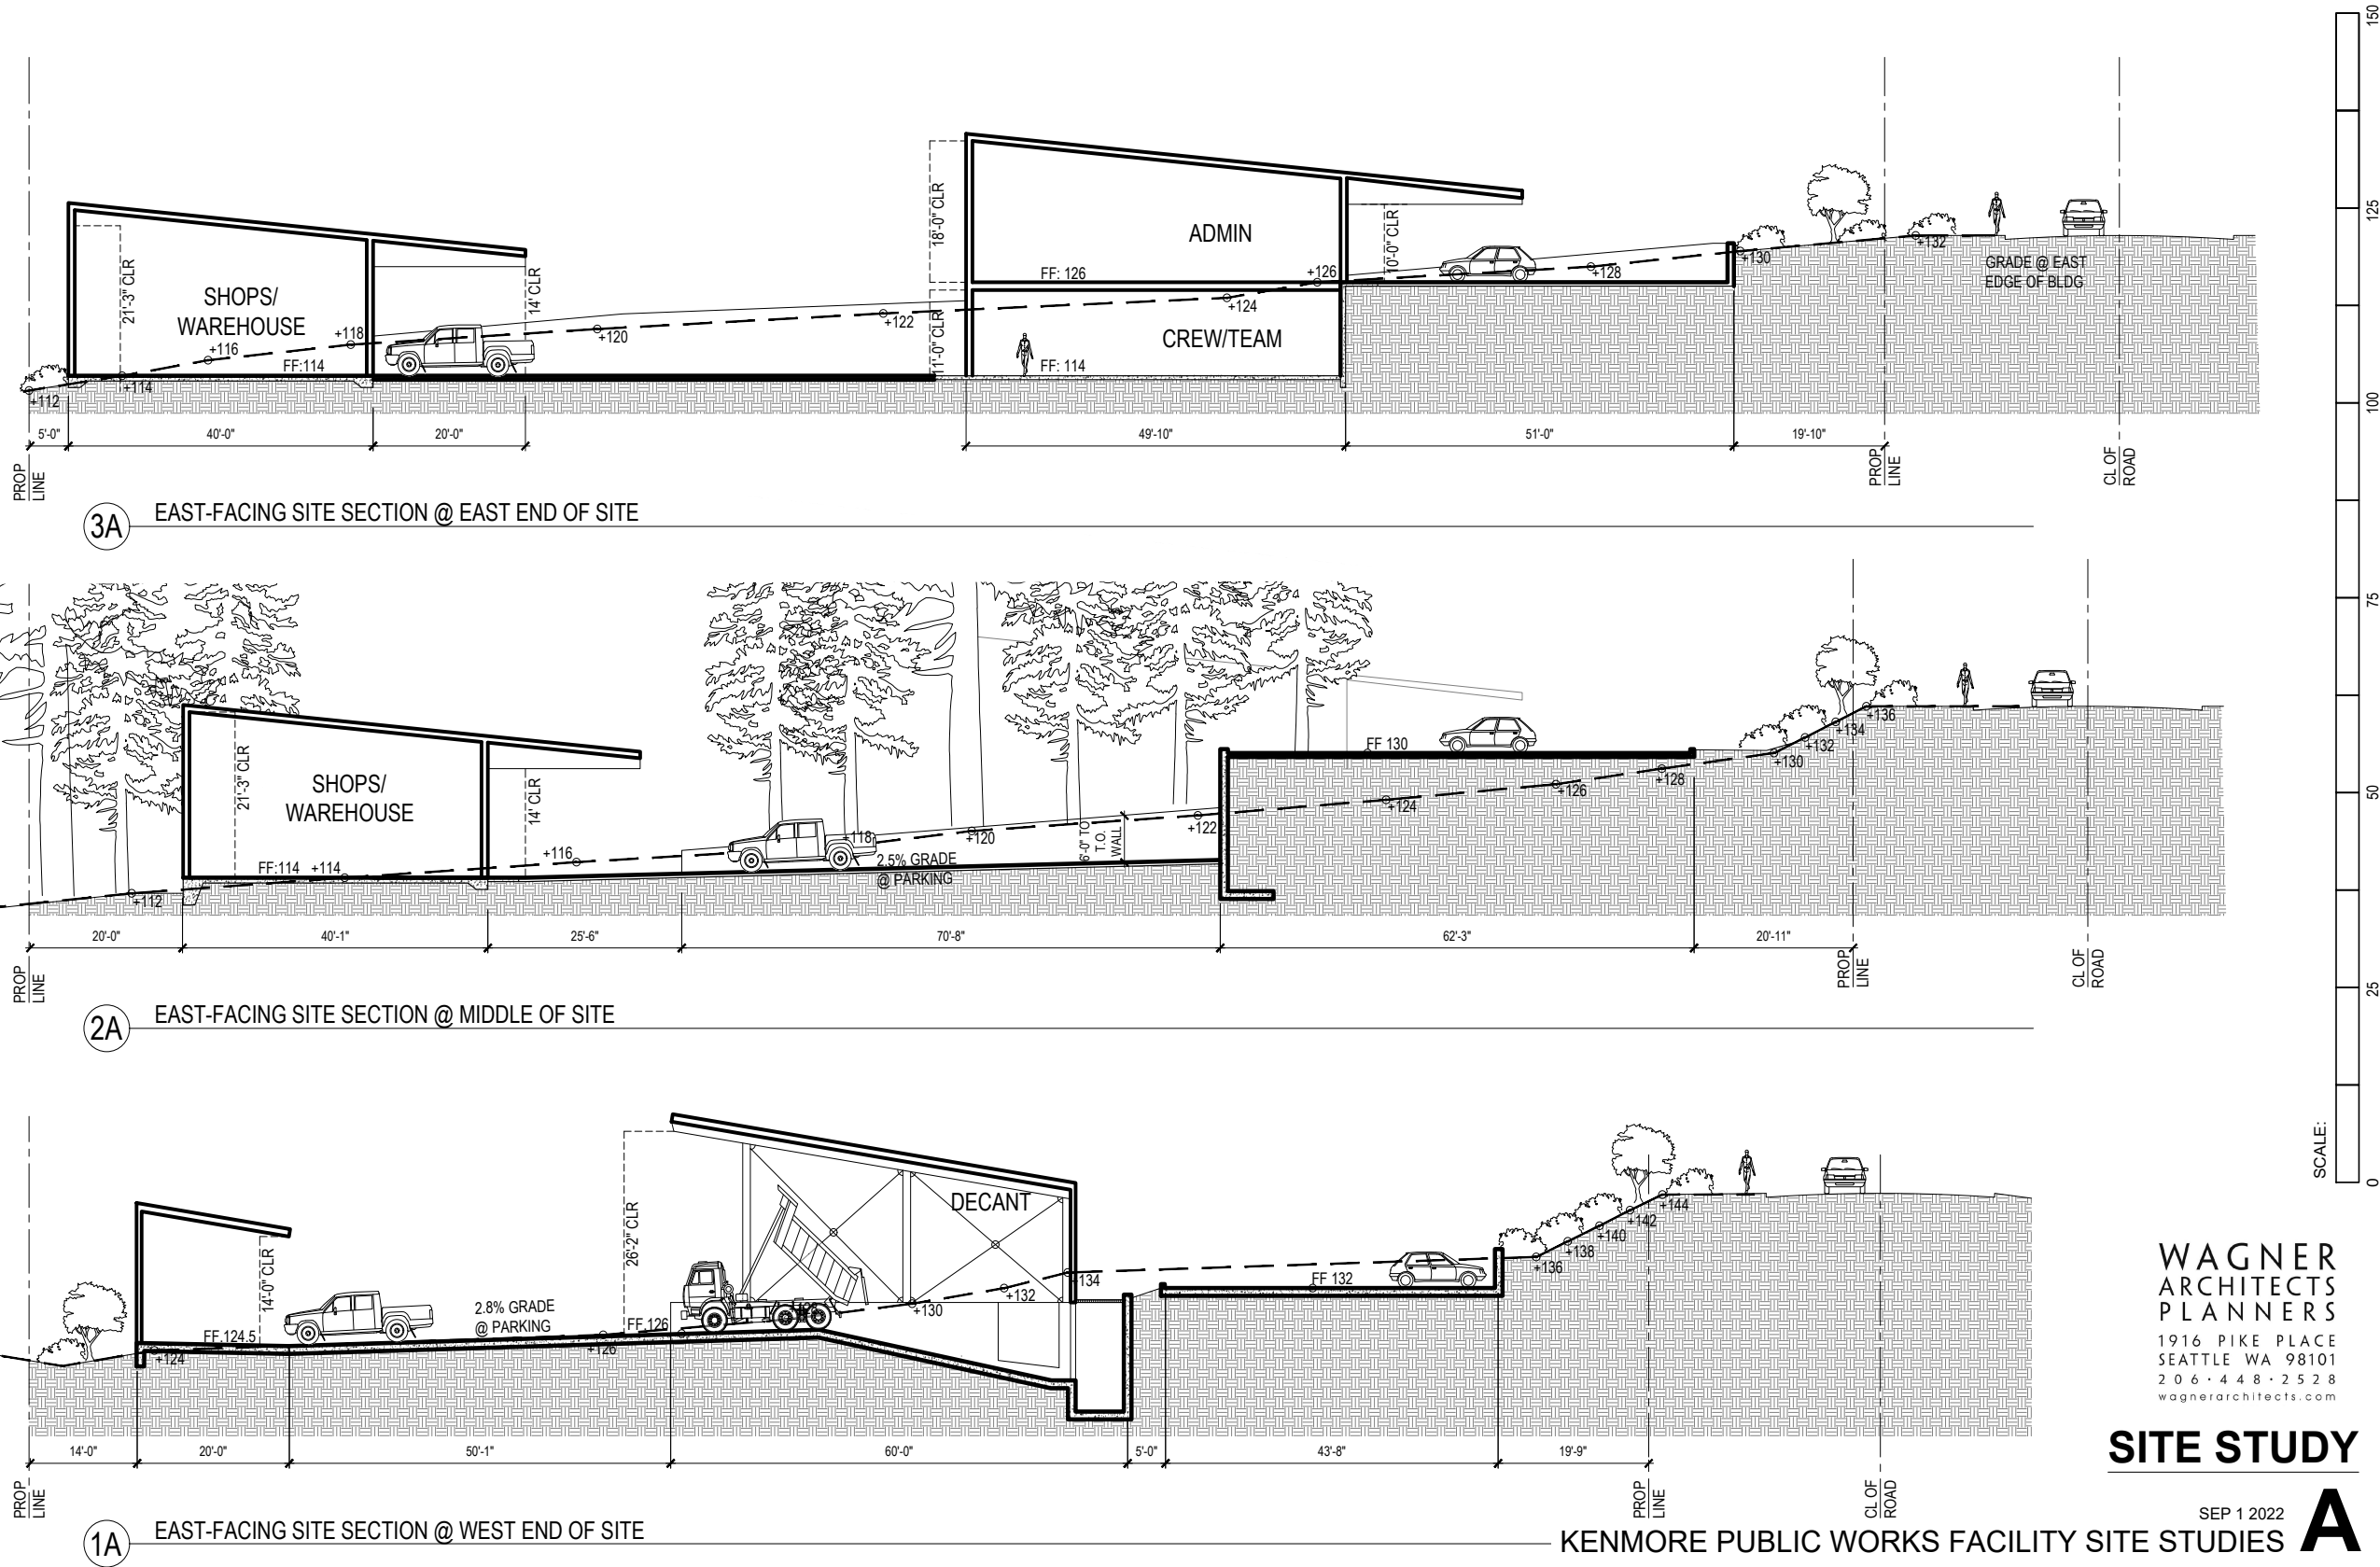 18'-0" CLR
ADMIN
21'-3" CLR
SHOPS/
WAREHOUSE
14' CLR
10'-0" CLR
+132
+130
GRADE @ EAST
EDGE OF BLDG
FF: 126
+126
+128
+124
+122
+120
+118
+116
FF:114
+114
+112
11'-0" CLR
CREW/TEAM
FF: 114
5'-0"
40'-0"
20'-0"
49'-10"
51'-0"
19'-10"
PROP
LINE
PROP
LINE
CL OF
ROAD
3A
EAST-FACING SITE SECTION @ EAST END OF SITE
21'-3" CLR
SHOPS/
WAREHOUSE
14' CLR
FF 130
+136
+134
+132
+130
+128
+126
+124
+122
+120
+118
+116
FF:114
+114
+112
2.5% GRADE
@ PARKING
6'-0" TO
T.O.
WALL
20'-0"
40'-1"
25'-6"
70'-8"
62'-3"
20'-11"
PROP
LINE
PROP
LINE
CL OF
ROAD
2A
EAST-FACING SITE SECTION @ MIDDLE OF SITE
DECANT
26'-2" CLR
14'-0" CLR
+144
+142
+140
+138
+136
+134
+132
+130
FF 132
2.8% GRADE
@ PARKING
FF 126
+126
FF 124.5
+124
14'-0"
20'-0"
50'-1"
60'-0"
5'-0"
43'-8"
19'-9"
PROP
LINE
PROP
LINE
CL OF
ROAD
1A
EAST-FACING SITE SECTION @ WEST END OF SITE
150
125
100
75
50
25
0
SCALE:
WAGNER
ARCHITECTS
PLANNERS
1916 PIKE PLACE
SEATTLE WA 98101
206·448·2528
wagnerarchitects.com
SITE STUDY
SEP 1 2022
KENMORE PUBLIC WORKS FACILITY SITE STUDIES
A